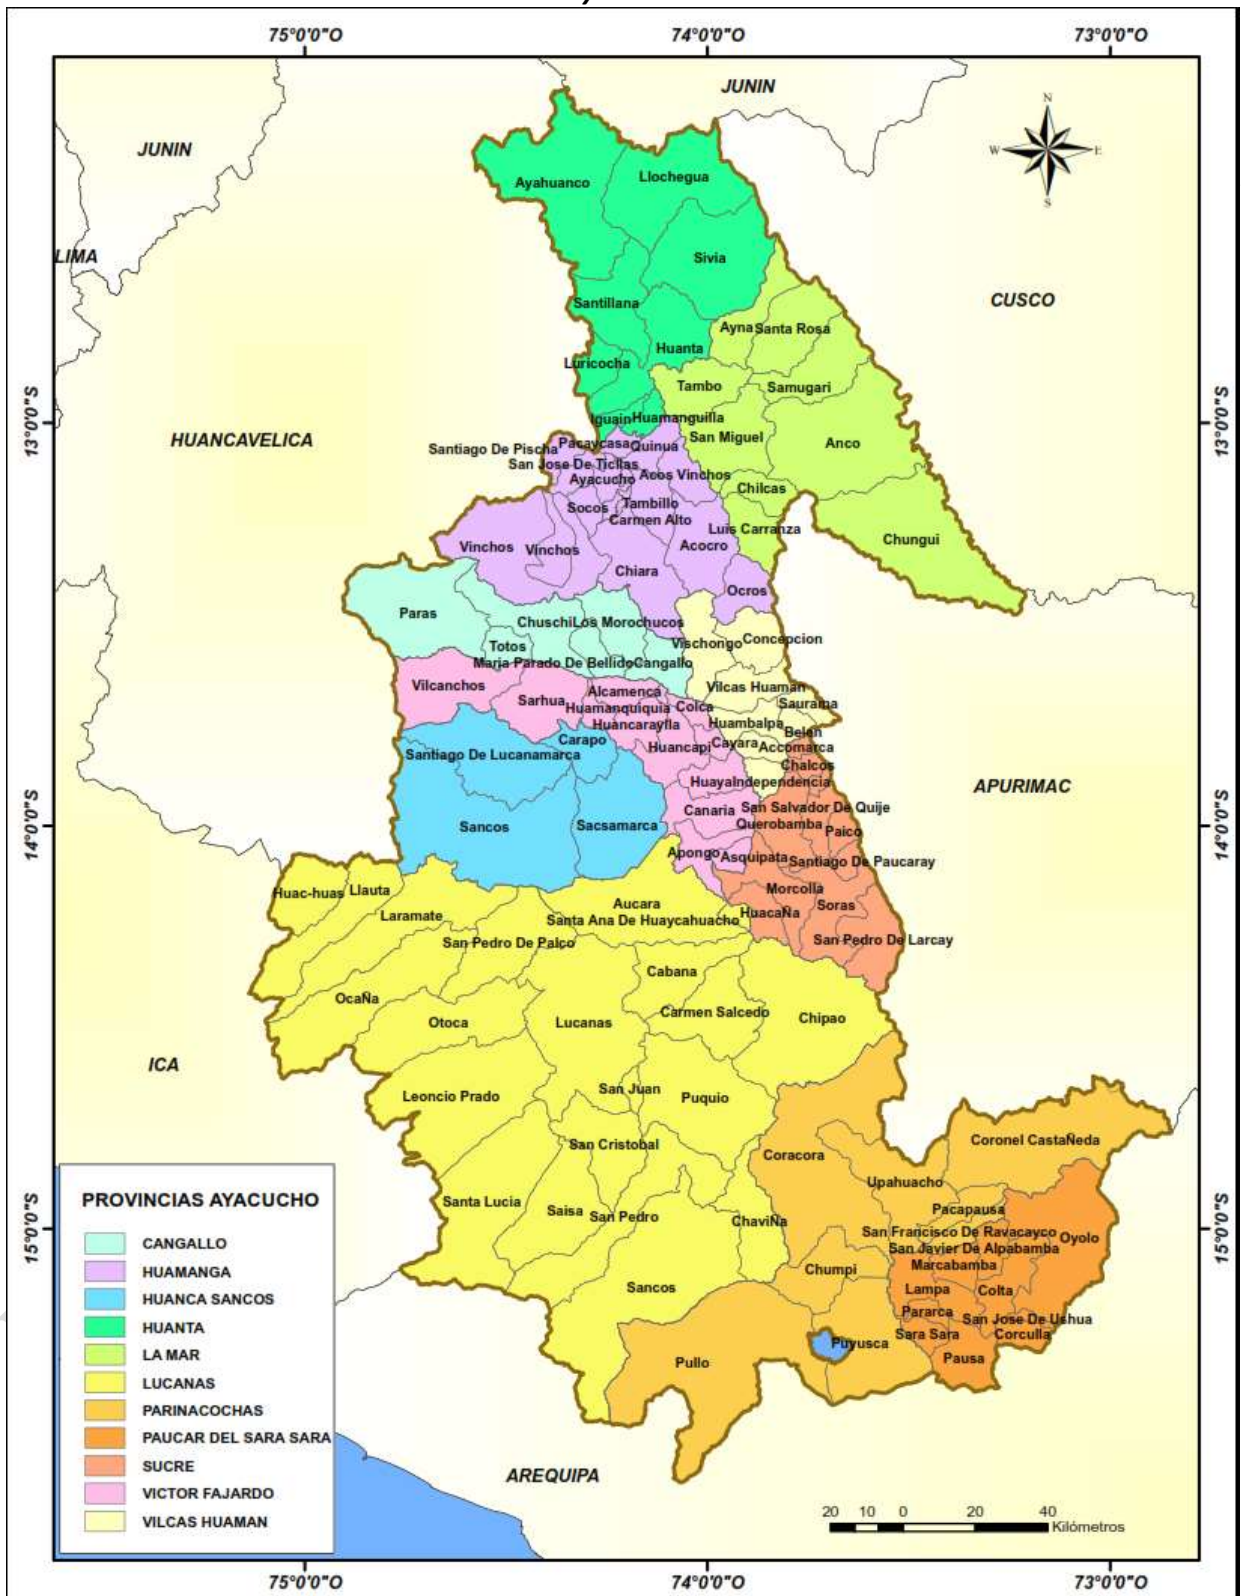 75°0'0"O 74°0'0"O 73°0'0"O
JUNIN
JUNIN
N
W E
S
LIMA
CUSCO
HUANCAVELICA
13°0'0"S
13°0'0"S
Ayahuanco
Llochegua
Sivia
Santillana
Huanta
Luricocha
Iguain
Huamanguilla
Ayna
Santa Rosa
Tambo
Samugari
San Miguel
Anco
Chilcas
Luis Carranza
Chungui
Santiago De Pischa
Pacaycasa
Quinua
San Jose De Ticllas
Acos Vinchos
Ayacucho
Socos
Tambillo
Carmen Alto
Vinchos
Vinchos
Acocro
Chiara
Ocros
Paras
Chuschi
Los Morochucos
Totos
Maria Parado De Bellido
Cangallo
Vischongo
Concepcion
Vilcas Huaman
Saurama
Huambalpa
Belen
Accomarca
Vilcanchos
Sarhua
Alcamenca
Huamanquiquia
Colca
Huancaraylla
Huancapi
Cayara
Carapo
Santiago De Lucanamarca
Chalcos
Huaya
Independencia
Sancos
Sacsamarca
Canaria
San Salvador De Quije
Querobamba
Paico
Apongo
Asquipata
Santiago De Paucaray
14°0'0"S
14°0'0"S
APURIMAC
Morcolla
Soras
HuacaÑa
San Pedro De Larcay
Huac-huas
Llauta
Laramate
Aucara
Santa Ana De Huaycahuacho
San Pedro De Palco
Cabana
OcaÑa
Otoca
Lucanas
Carmen Salcedo
Chipao
ICA
Leoncio Prado
San Juan
Puquio
San Cristobal
Coracora
Coronel CastaÑeda
Santa Lucia
Saisa
San Pedro
ChaviÑa
Upahuacho
Pacapausa
San Francisco De Ravacayco
Oyolo
San Javier De Alpabamba
Marcabamba
15°0'0"S
15°0'0"S
Sancos
Chumpi
Lampa
Colta
Pararca
San Jose De Ushua
Sara Sara
Corculla
Puyusca
Pausa
Pullo
PROVINCIAS AYACUCHO
CANGALLO
HUAMANGA
HUANCA SANCOS
HUANTA
LA MAR
LUCANAS
PARINACOCHAS
PAUCAR DEL SARA SARA
SUCRE
VICTOR FAJARDO
VILCAS HUAMAN
AREQUIPA
20 10 0 20 40
Kilómetros
75°0'0"O 74°0'0"O 73°0'0"O